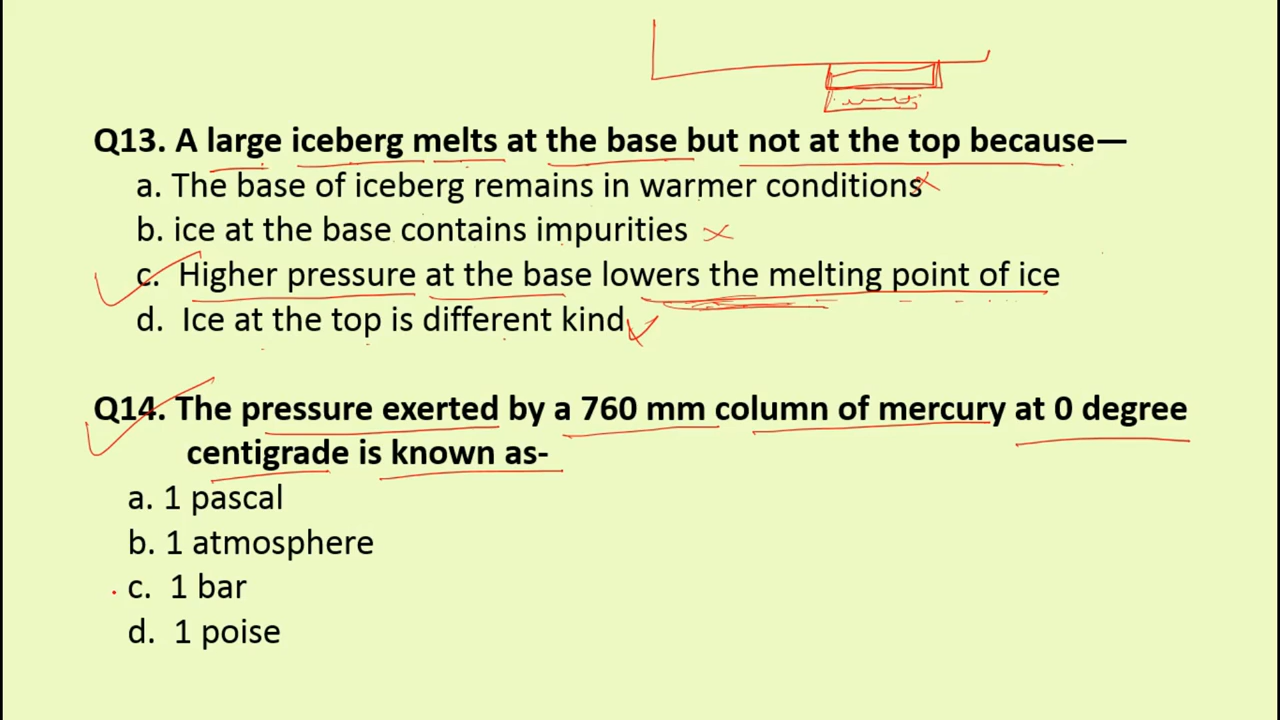 Q13. A large iceberg melts at the base but not at the top because—
a. The base of iceberg remains in warmer conditions
b. ice at the base contains impurities
c. Higher pressure at the base lowers the melting point of ice
d. Ice at the top is different kind
Q14. The pressure exerted by a 760 mm column of mercury at 0 degree
centigrade is known as-
a. 1 pascal
b. 1 atmosphere
c. 1 bar
d. 1 poise